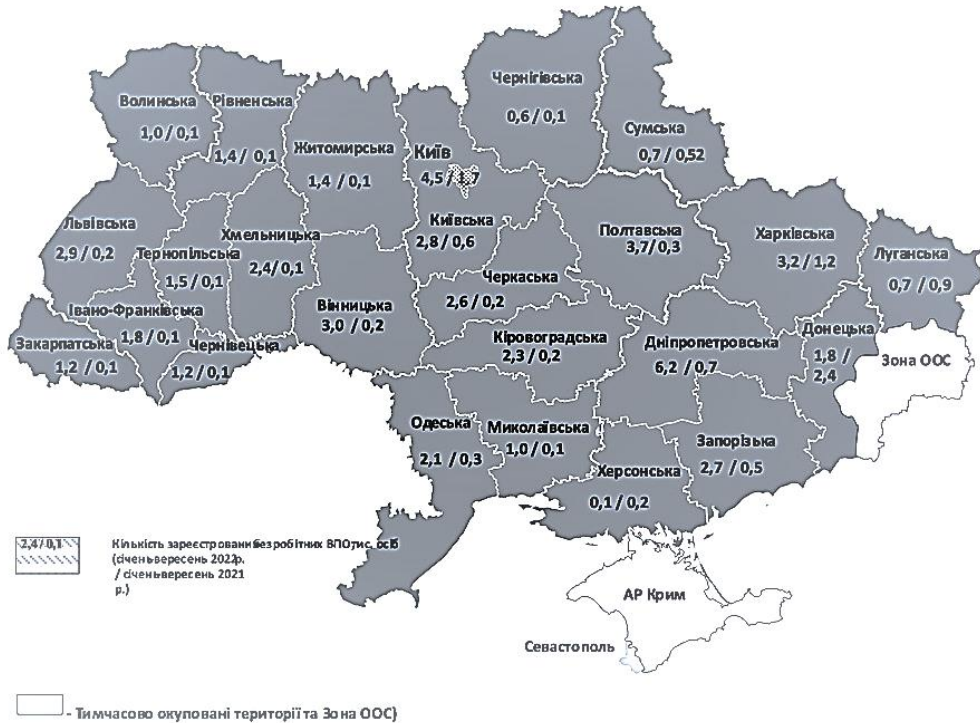 Чернігівська
0,6 / 0,1
Волинська
1,0 / 0,1
Рівненська
1,4 / 0,1
Сумська
0,7 / 0,52
Житомирська
1,4 / 0,1
Київ
4,5 /
Львівська
2,9 / 0,2
Тернопільська
1,5 / 0,1
Хмельницька
2,4 / 0,1
Київська
2,8 / 0,6
Полтавська
3,7 / 0,3
Харківська
3,2 / 1,2
Луганська
0,7 / 0,9
Черкаська
2,6 / 0,2
Вінницька
3,0 / 0,2
Івано-Франківська
1,8 / 0,1
Закарпатська
1,2 / 0,1
Чернівецька
1,2 / 0,1
Кіровоградська
2,3 / 0,2
Дніпропетровська
6,2 / 0,7
Донецька
1,8 /
2,4
Зона ООС
Одеська
2,1 / 0,3
Миколаївська
1,0 / 0,1
Запорізька
2,7 / 0,5
Херсонська
0,1 / 0,2
2,4 / 0,1
Кількість зареєстровани безробітних ВПО тис. осіб
(січеньвересень 2022р.
/ січеньвересень 2021
р.)
АР Крим
Севастополь
- Тимчасово окуповані території та Зона ООС)